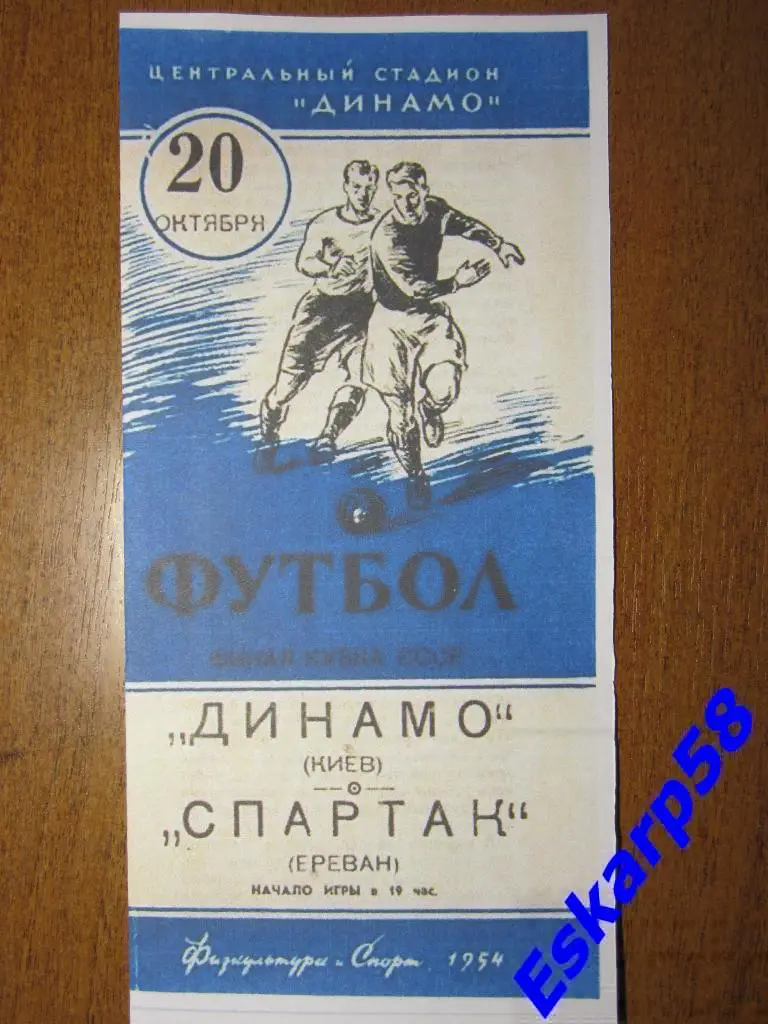 ЦЕНТРАЛЬНЫЙ СТАДИОН
"ДИНАМО"
20
ОКТЯБРЯ
ФУТБОЛ
ФИНАЛ КУБКА СССР
„ДИНАМО“
(КИЕВ)
„СПАРТАК“
(ЕРЕВАН)
НАЧАЛО ИГРЫ в 19 час.
Физкультура и Спорт 1954
Eskarp58